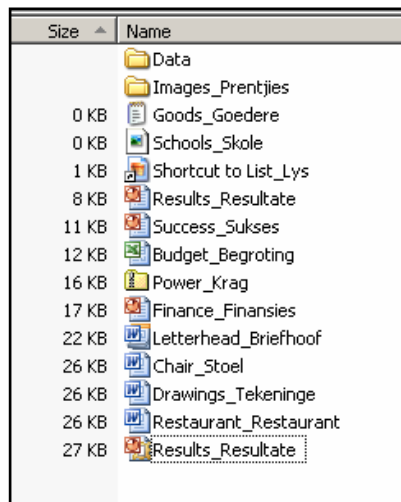 Size Name
Data
Images_Prentjies
0 KB Goods_Goedere
0 KB Schools_Skole
1 KB Shortcut to List_Lys
8 KB Results_Resultate
11 KB Success_Sukses
12 KB Budget_Begroting
16 KB Power_Krag
17 KB Finance_Finansies
22 KB Letterhead_Briefhoof
26 KB Chair_Stoel
26 KB Drawings_Tekeninge
26 KB Restaurant_Restaurant
27 KB Results_Resultate